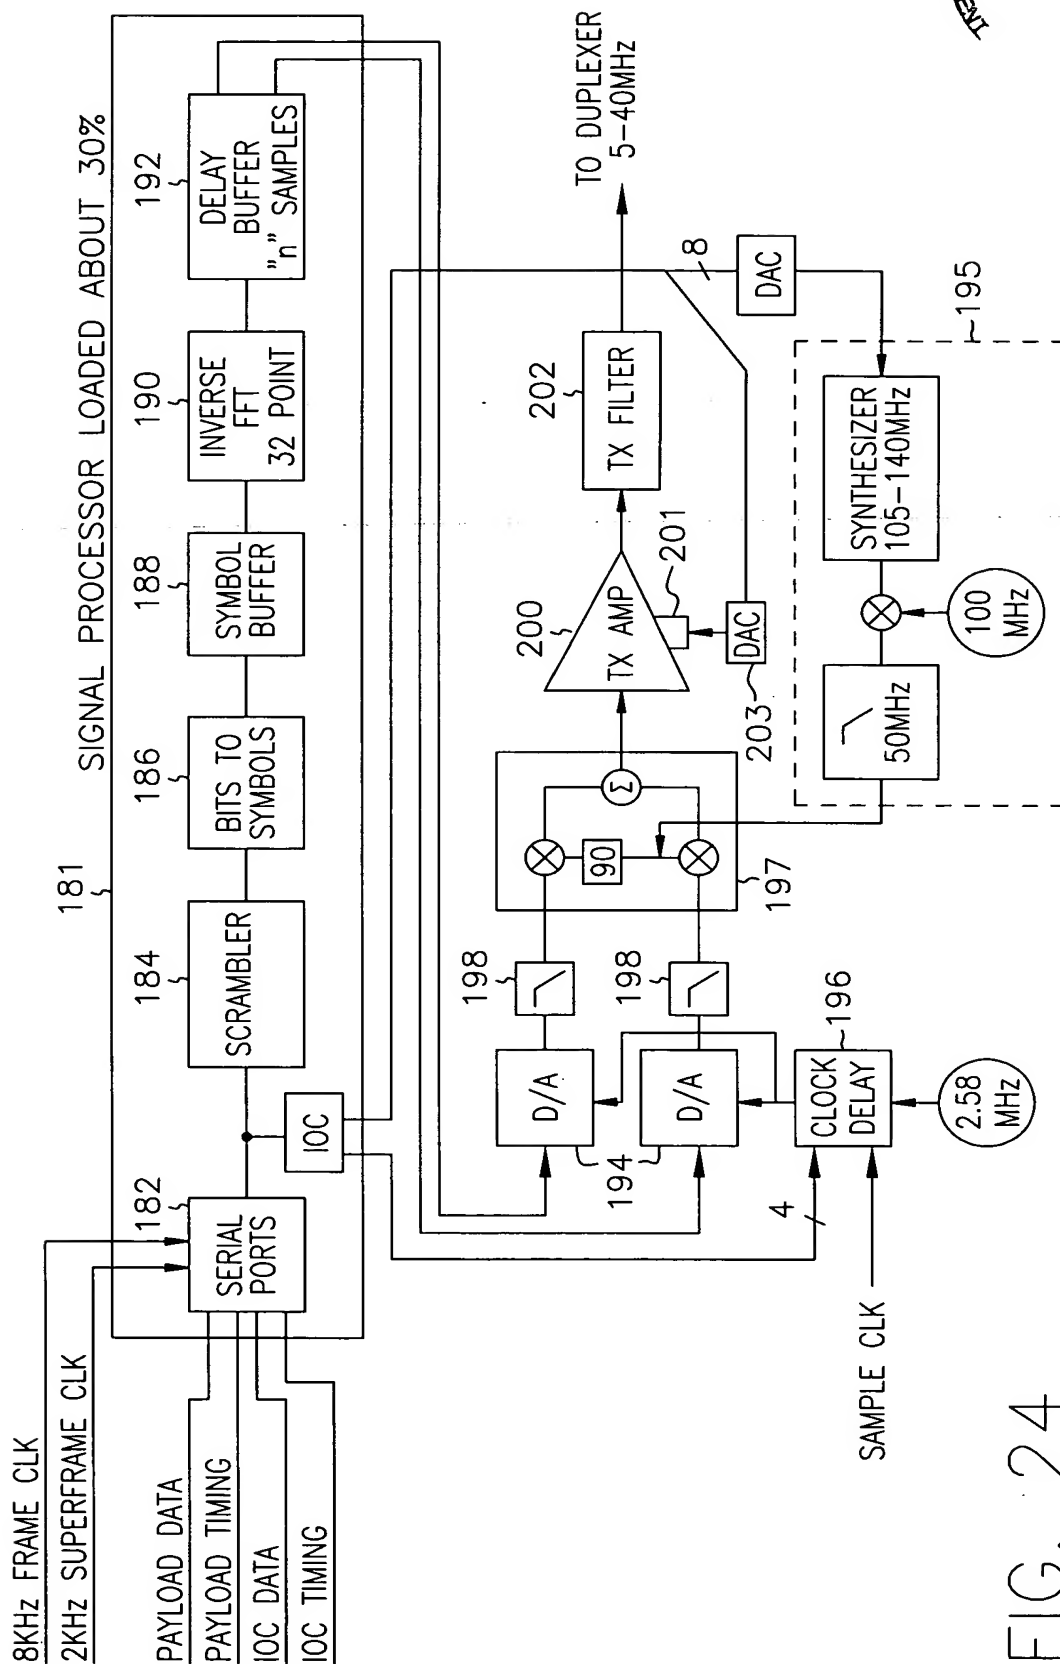 SIGNAL PROCESSOR LOADED ABOUT 30%
181
8KHz FRAME CLK
2KHz SUPERFRAME CLK
PAYLOAD DATA
PAYLOAD TIMING
IOC DATA
IOC TIMING
182
SERIAL
PORTS
IOC
184
SCRAMBLER
186
BITS TO
SYMBOLS
188
SYMBOL
BUFFER
190
INVERSE
FFT
32 POINT
192
DELAY
BUFFER
"n" SAMPLES
194
D/A
D/A
198
198
90
Σ
197
200
TX AMP
201
DAC
203
202
TX FILTER
TO DUPLEXER
5-40MHz
8
DAC
195
SYNTHESIZER
105-140MHz
100
MHz
50MHz
4
SAMPLE CLK
CLOCK
DELAY
196
2.58
MHz
FIG. 24